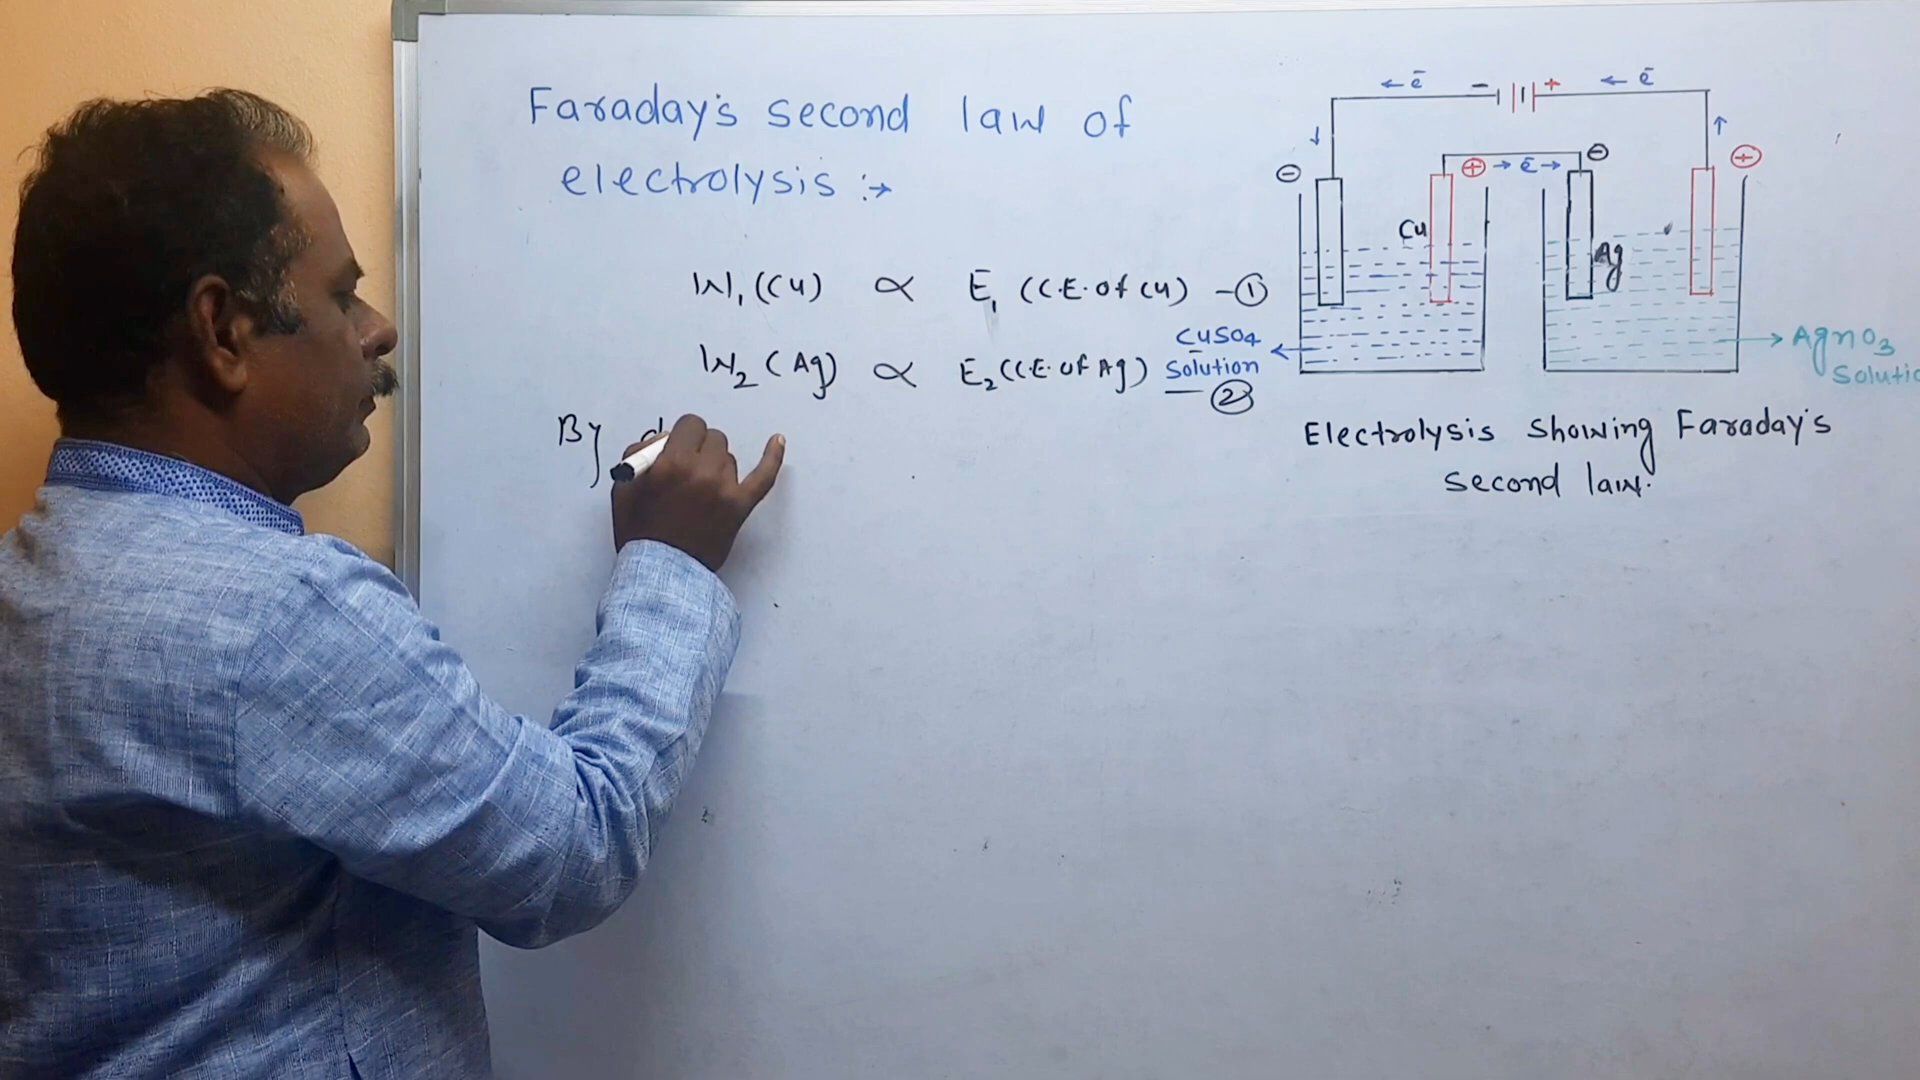 Faraday's second law of
electrolysis :→
W₁ (Cu) ∝ E₁ (C.E. of Cu) – ①
W₂ (Ag) ∝ E₂ (C.E. of Ag) — ②
By d
← ē − + ← ē
↓ ↑
⊖ ⊕ → ē → ⊖ ⊕
Cu
Ag
CuSO₄
Solution ←
→ AgNO₃
Solutio
Electrolysis showing Faraday's
second law.